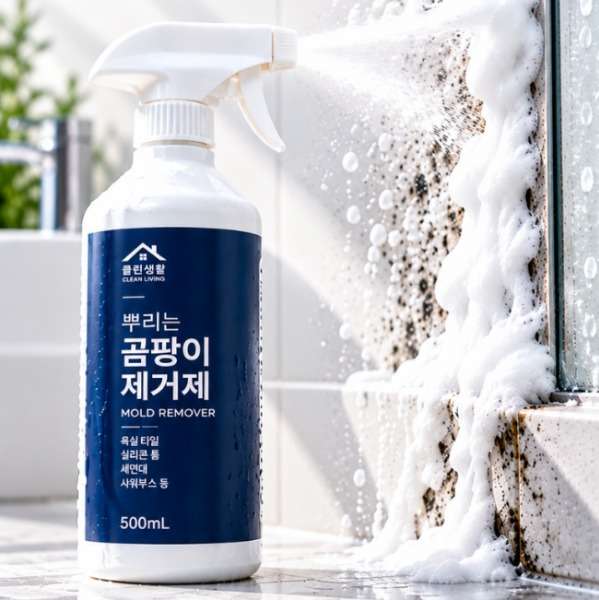 클린생활
CLEAN LIVING
뿌리는
곰팡이
제거제
MOLD REMOVER
욕실 타일
실리콘 틈
세면대
샤워부스 등
500mL